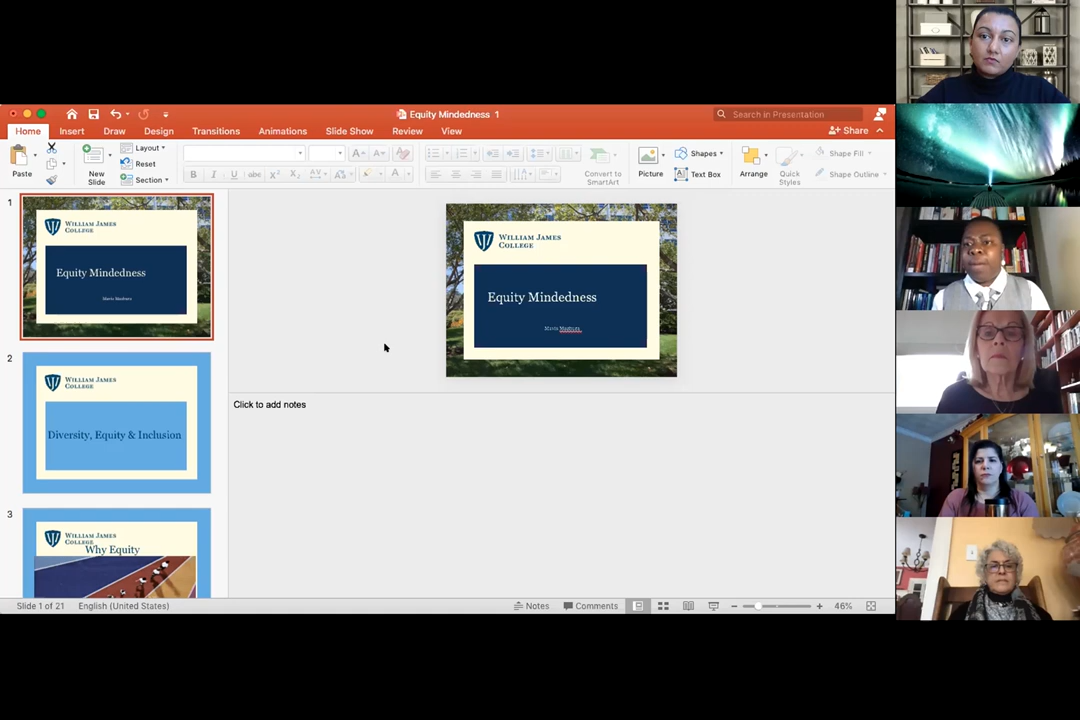 Equity Mindedness 1
Search in Presentation
Home Insert Draw Design Transitions Animations Slide Show Review View
Share
Paste
New
Slide
Layout
Reset
Section
B I U abc X² X₂
Convert to
SmartArt
Picture
Shapes
Text Box
Arrange
Quick
Styles
Shape Fill
Shape Outline
1
WILLIAM JAMES
COLLEGE
Equity Mindedness
2
WILLIAM JAMES
COLLEGE
Diversity, Equity & Inclusion
3
WILLIAM JAMES
COLLEGE
Why Equity
WILLIAM JAMES
COLLEGE
Equity Mindedness
Click to add notes
Slide 1 of 21 English (United States)
Notes Comments 46%